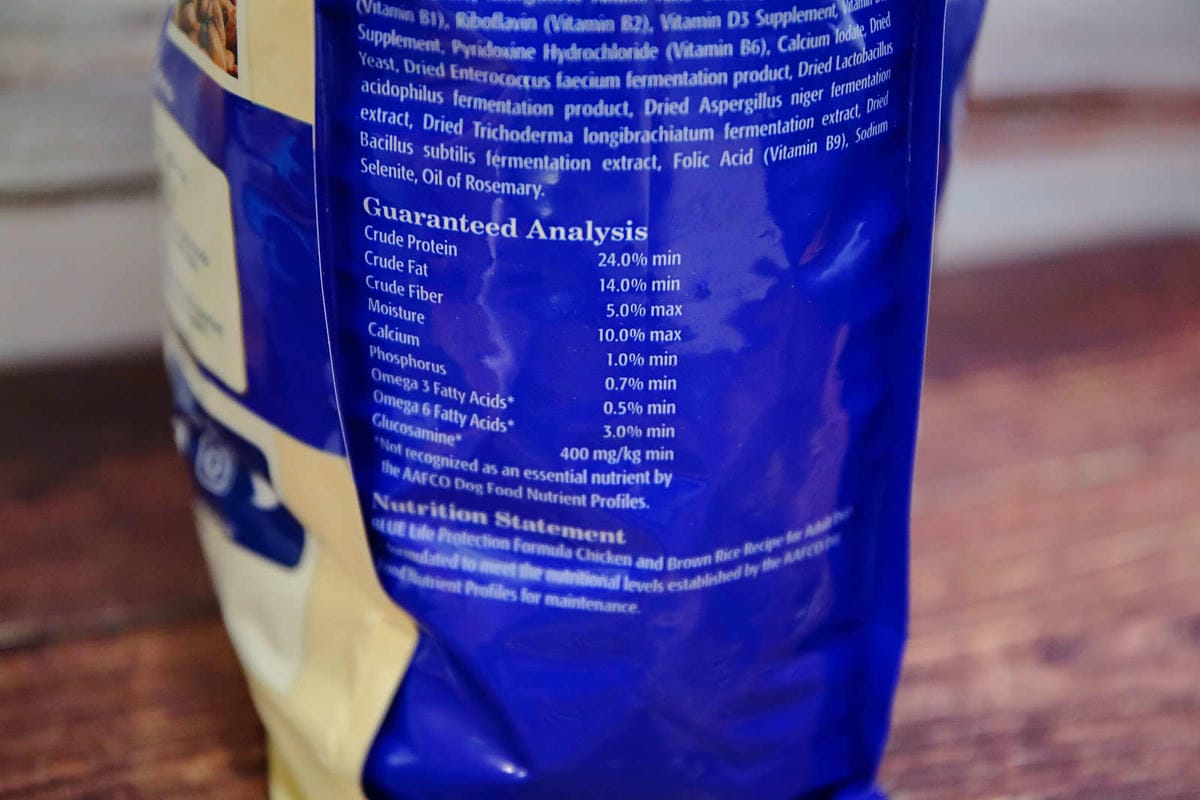 (Vitamin B1), Riboflavin (Vitamin B2), Vitamin D3 Supplement, Vitamin
Supplement, Pyridoxine Hydrochloride (Vitamin B6), Calcium Iodate, Dried
Yeast, Dried Enterococcus faecium fermentation product, Dried Lactobacillus
acidophilus fermentation product, Dried Aspergillus niger fermentation
extract, Dried Trichoderma longibrachiatum fermentation extract, Dried
Bacillus subtilis fermentation extract, Folic Acid (Vitamin B9), Sodium
Selenite, Oil of Rosemary.
Guaranteed Analysis
Crude Protein 24.0% min
Crude Fat 14.0% min
Crude Fiber 5.0% max
Moisture 10.0% max
Calcium 1.0% min
Phosphorus 0.7% min
Omega 3 Fatty Acids* 0.5% min
Omega 6 Fatty Acids* 3.0% min
Glucosamine* 400 mg/kg min
*Not recognized as an essential nutrient by
the AAFCO Dog Food Nutrient Profiles.
Nutrition Statement
Life Protection Formula Chicken and Brown Rice Recipe for Adult
to meet the nutritional levels established by the AAFCO
Nutrient Profiles for maintenance.